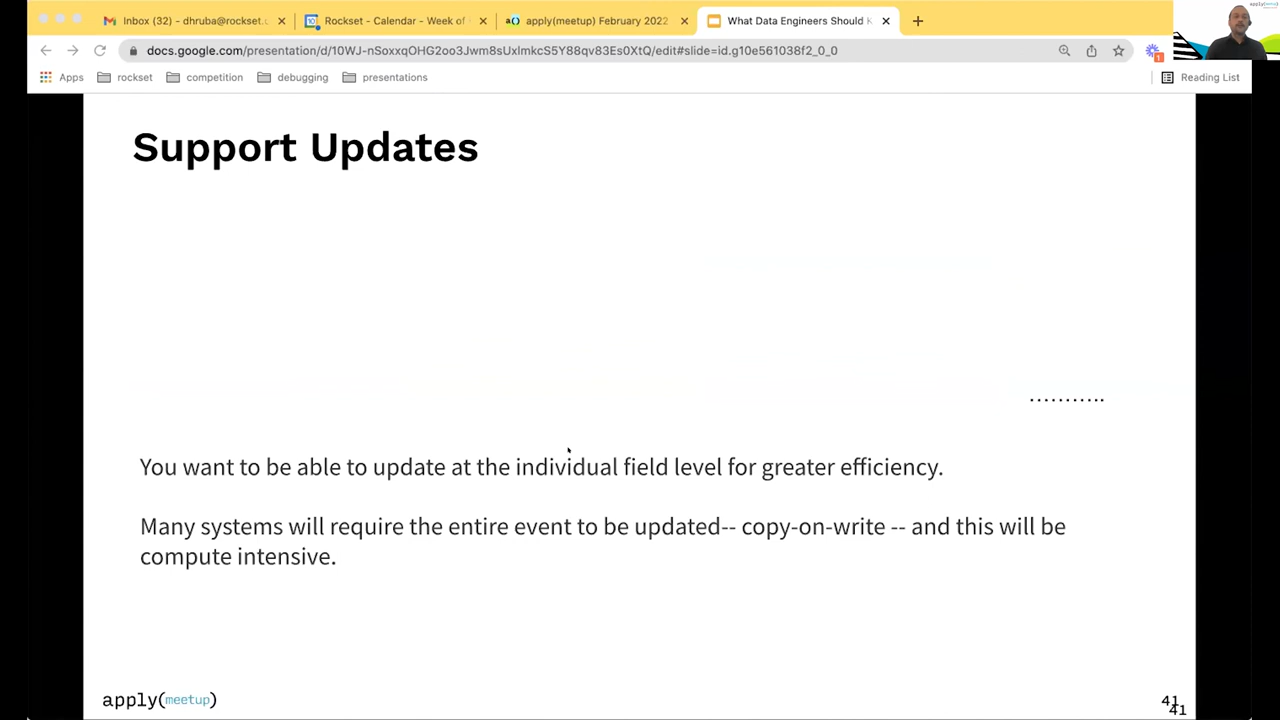 Inbox (32) - dhruba@rockset.c
Rockset - Calendar - Week of
apply(meetup) February 2022
What Data Engineers Should K
docs.google.com/presentation/d/10WJ-nSoxxqOHG2oo3Jwm8sUxlmkcS5Y88qv83Es0XtQ/edit#slide=id.g10e561038f2_0_0
Apps
rockset
competition
debugging
presentations
Reading List
Support Updates
...........
You want to be able to update at the individual field level for greater efficiency.
Many systems will require the entire event to be updated-- copy-on-write -- and this will be
compute intensive.
apply(meetup)
41
41